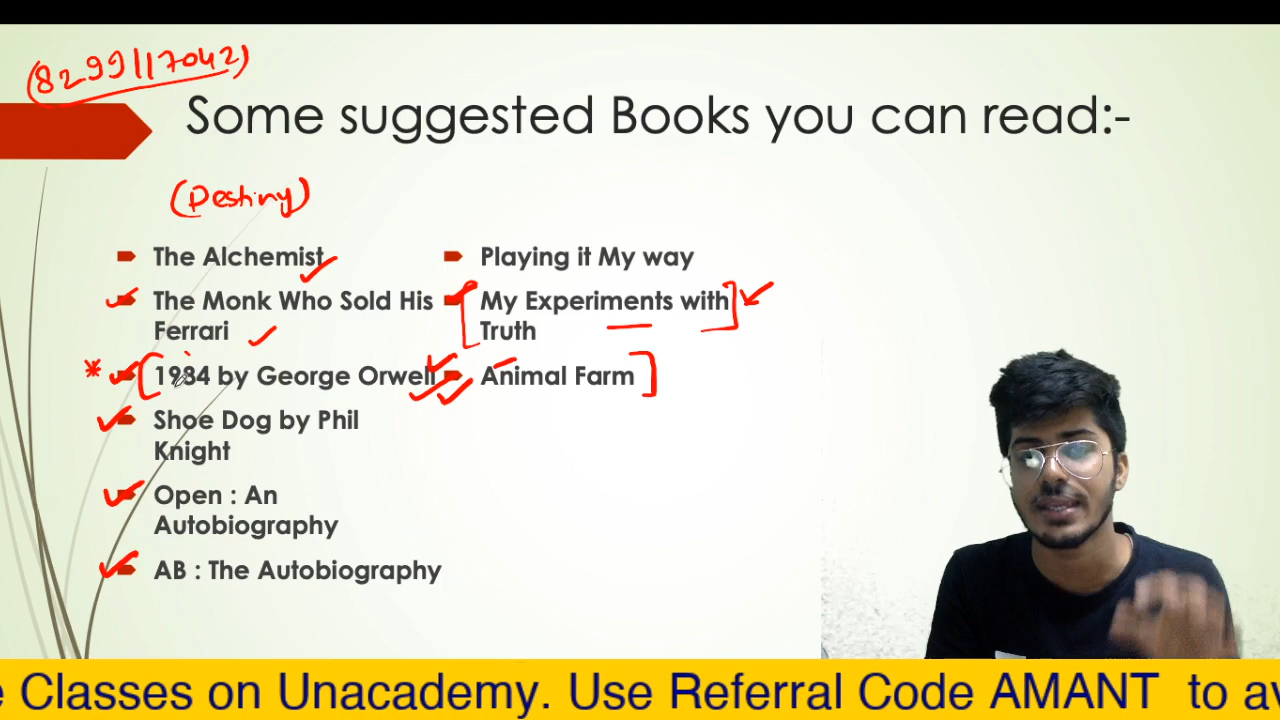 (8299117042)
Some suggested Books you can read:-
(Destiny)
The Alchemist
The Monk Who Sold His
Ferrari
1984 by George Orwell
Shoe Dog by Phil
Knight
Open : An
Autobiography
AB : The Autobiography
Playing it My way
My Experiments with
Truth
Animal Farm
e Classes on Unacademy. Use Referral Code AMANT to av